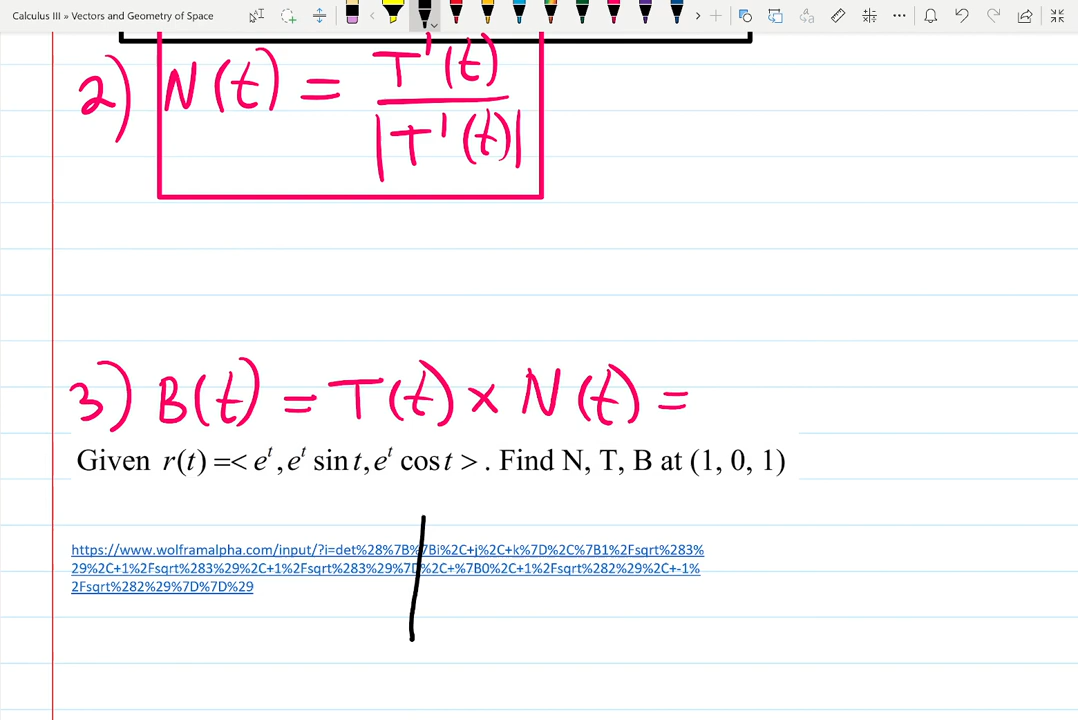 Calculus III » Vectors and Geometry of Space
2) N(t) = T'(t) / |T'(t)|
3) B(t) = T(t) × N(t) =
Given r(t) =< e^t, e^t sin t, e^t cos t >. Find N, T, B at (1, 0, 1)
https://www.wolframalpha.com/input/?i=det%28%7B%7Bi%2C+j%2C+k%7D%2C%7B1%2Fsqrt%283%
29%2C+1%2Fsqrt%283%29%2C+1%2Fsqrt%283%29%7D%2C+%7B0%2C+1%2Fsqrt%282%29%2C+-1%
2Fsqrt%282%29%7D%7D%29